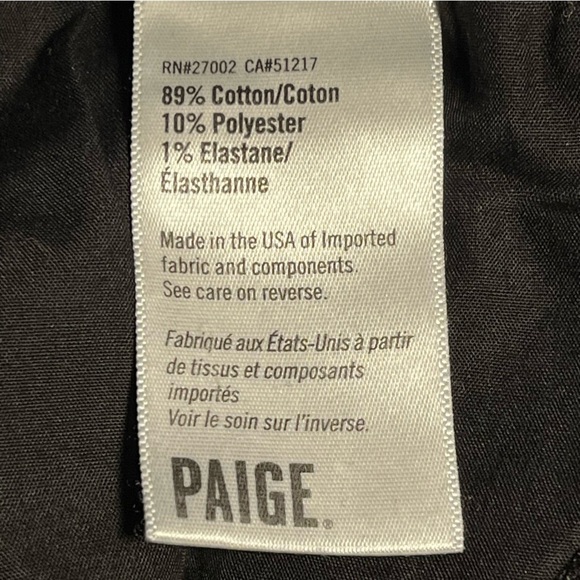 RN#27002 CA#51217
89% Cotton/Coton
10% Polyester
1% Elastane/
Élasthanne
Made in the USA of Imported
fabric and components.
See care on reverse.
Fabriqué aux États-Unis à partir
de tissus et composants
importés
Voir le soin sur l'inverse.
PAIGE®